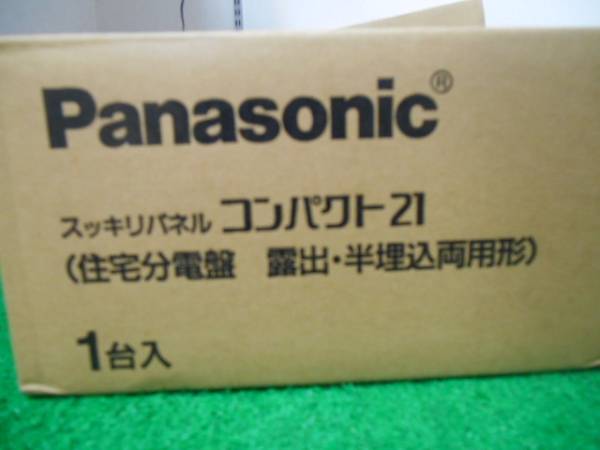 Panasonic®
スッキリパネル コンパクト21
(住宅分電盤 露出・半埋込両用形)
1台入